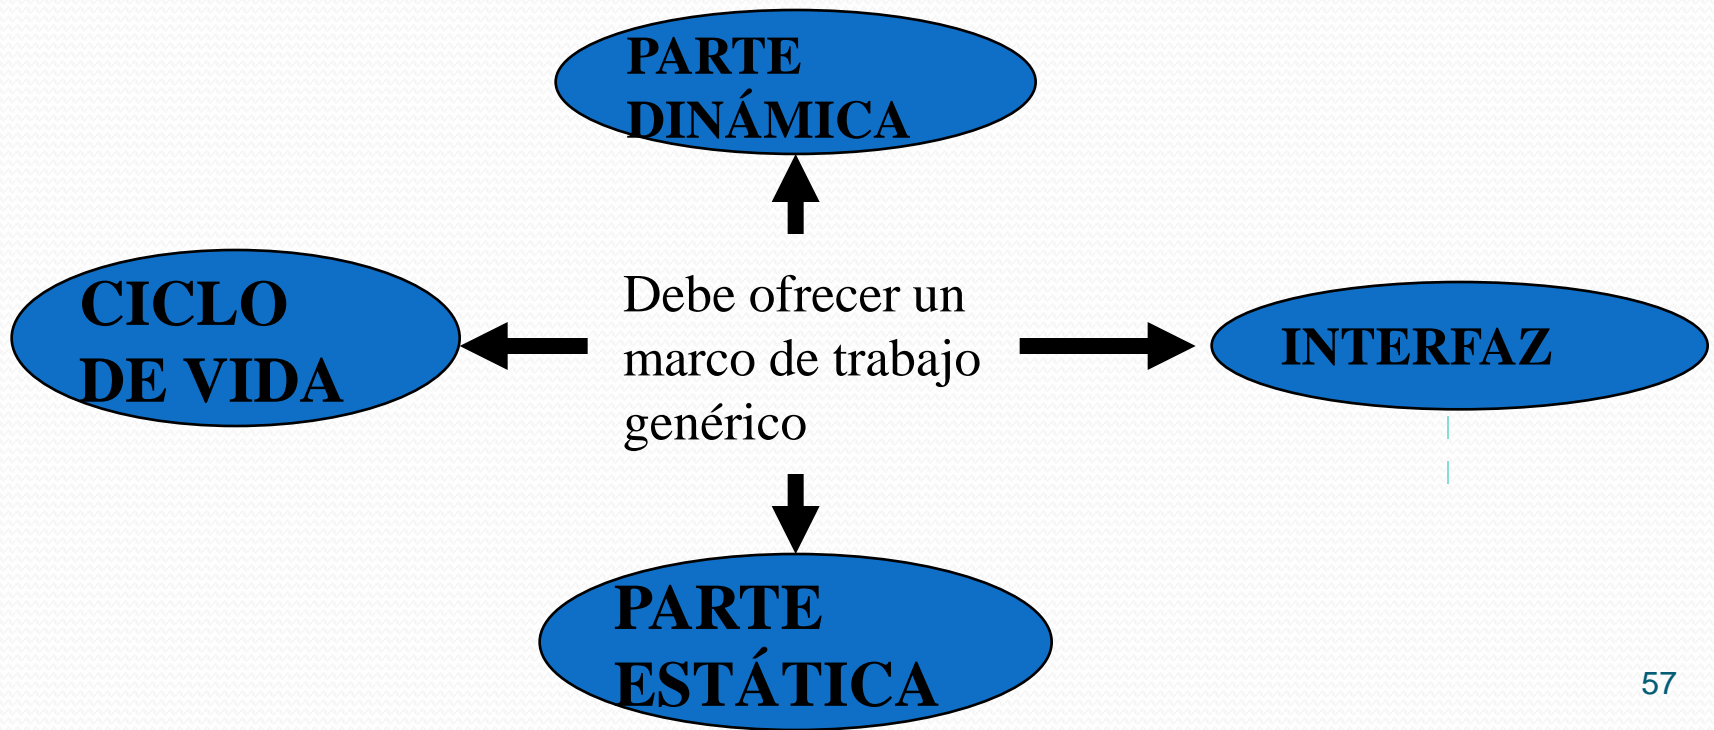 PARTE
DINÁMICA
CICLO
DE VIDA
Debe ofrecer un
marco de trabajo
genérico
INTERFAZ
PARTE
ESTÁTICA
57